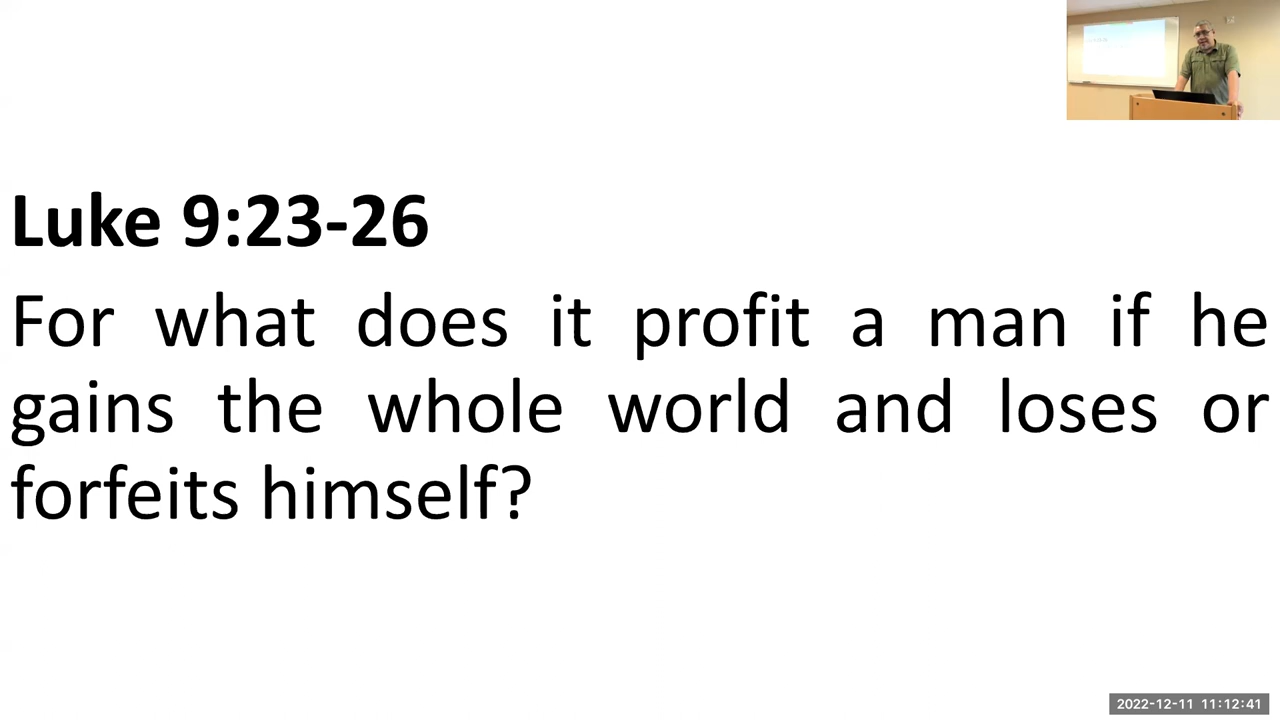 Luke 9:23-26
For what does it profit a man if he
gains the whole world and loses or
forfeits himself?
2022-12-11 11:12:41